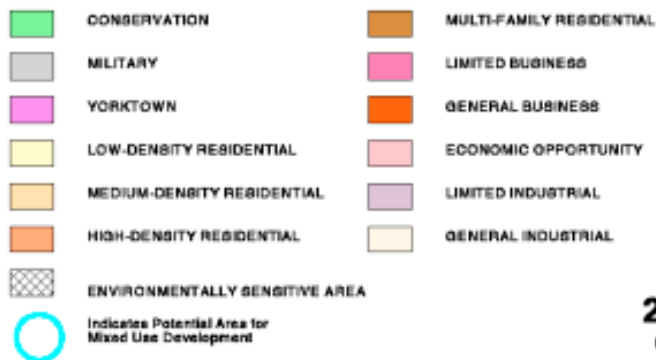 CONSERVATION
MILITARY
YORKTOWN
LOW-DENSITY RESIDENTIAL
MEDIUM-DENSITY RESIDENTIAL
HIGH-DENSITY RESIDENTIAL
ENVIRONMENTALLY SENSITIVE AREA
Indicates Potential Area for
Mixed Use Development
MULTI-FAMILY RESIDENTIAL
LIMITED BUSINESS
GENERAL BUSINESS
ECONOMIC OPPORTUNITY
LIMITED INDUSTRIAL
GENERAL INDUSTRIAL
2